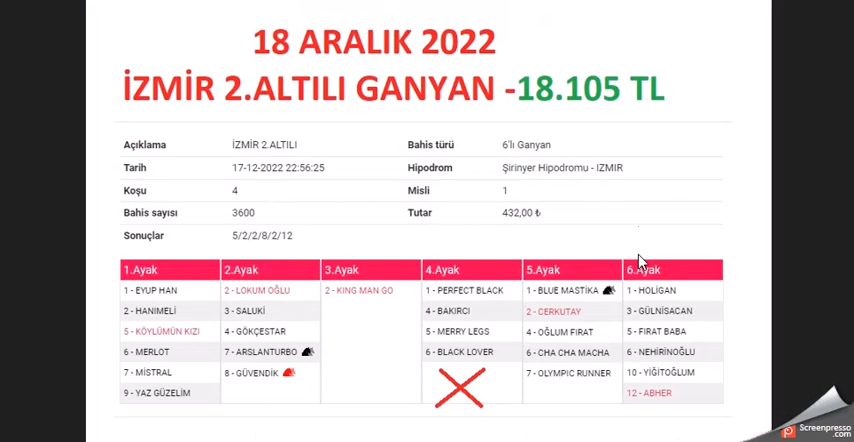 18 ARALIK 2022
İZMİR 2.ALTILI GANYAN -18.105 TL
Açıklama İZMİR 2.ALTILI Bahis türü 6'lı Ganyan
Tarih 17-12-2022 22:56:25 Hipodrom Şirinyer Hipodromu - IZMIR
Koşu 4 Misli 1
Bahis sayısı 3600 Tutar 432,00 ₺
Sonuçlar 5/2/2/8/2/12
1.Ayak 2.Ayak 3.Ayak 4.Ayak 5.Ayak 6.Ayak
1 - EYUP HAN 2 - LOKUM OĞLU 2 - KING MAN GO 1 - PERFECT BLACK 1 - BLUE MASTİKA 1 - HOLİGAN
2 - HANIMELİ 3 - SALUKİ 4 - BAKIRCI 2 - CERKUTAY 3 - GÜLNİSACAN
5 - KÖYLÜMÜN KIZI 4 - GÖKÇESTAR 5 - MERRY LEGS 4 - OĞLUM FIRAT 5 - FIRAT BABA
6 - MERLOT 7 - ARSLANTURBO 6 - BLACK LOVER 6 - CHA CHA MACHA 6 - NEHİRİNOĞLU
7 - MİSTRAL 8 - GÜVENDİK 7 - OLYMPIC RUNNER 10 - YİĞİTOĞLUM
9 - YAZ GÜZELİM 12 - ABHER
Screenpresso
.com